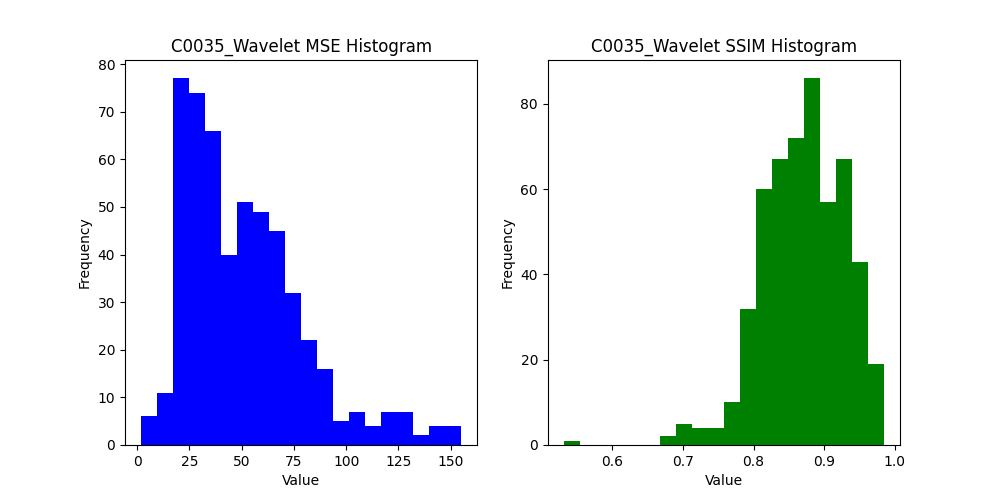 C0035_Wavelet MSE Histogram
Frequency
80
70
60
50
40
30
20
10
0
0 25 50 75 100 125 150
Value
C0035_Wavelet SSIM Histogram
Frequency
80
60
40
20
0
0.6 0.7 0.8 0.9 1.0
Value